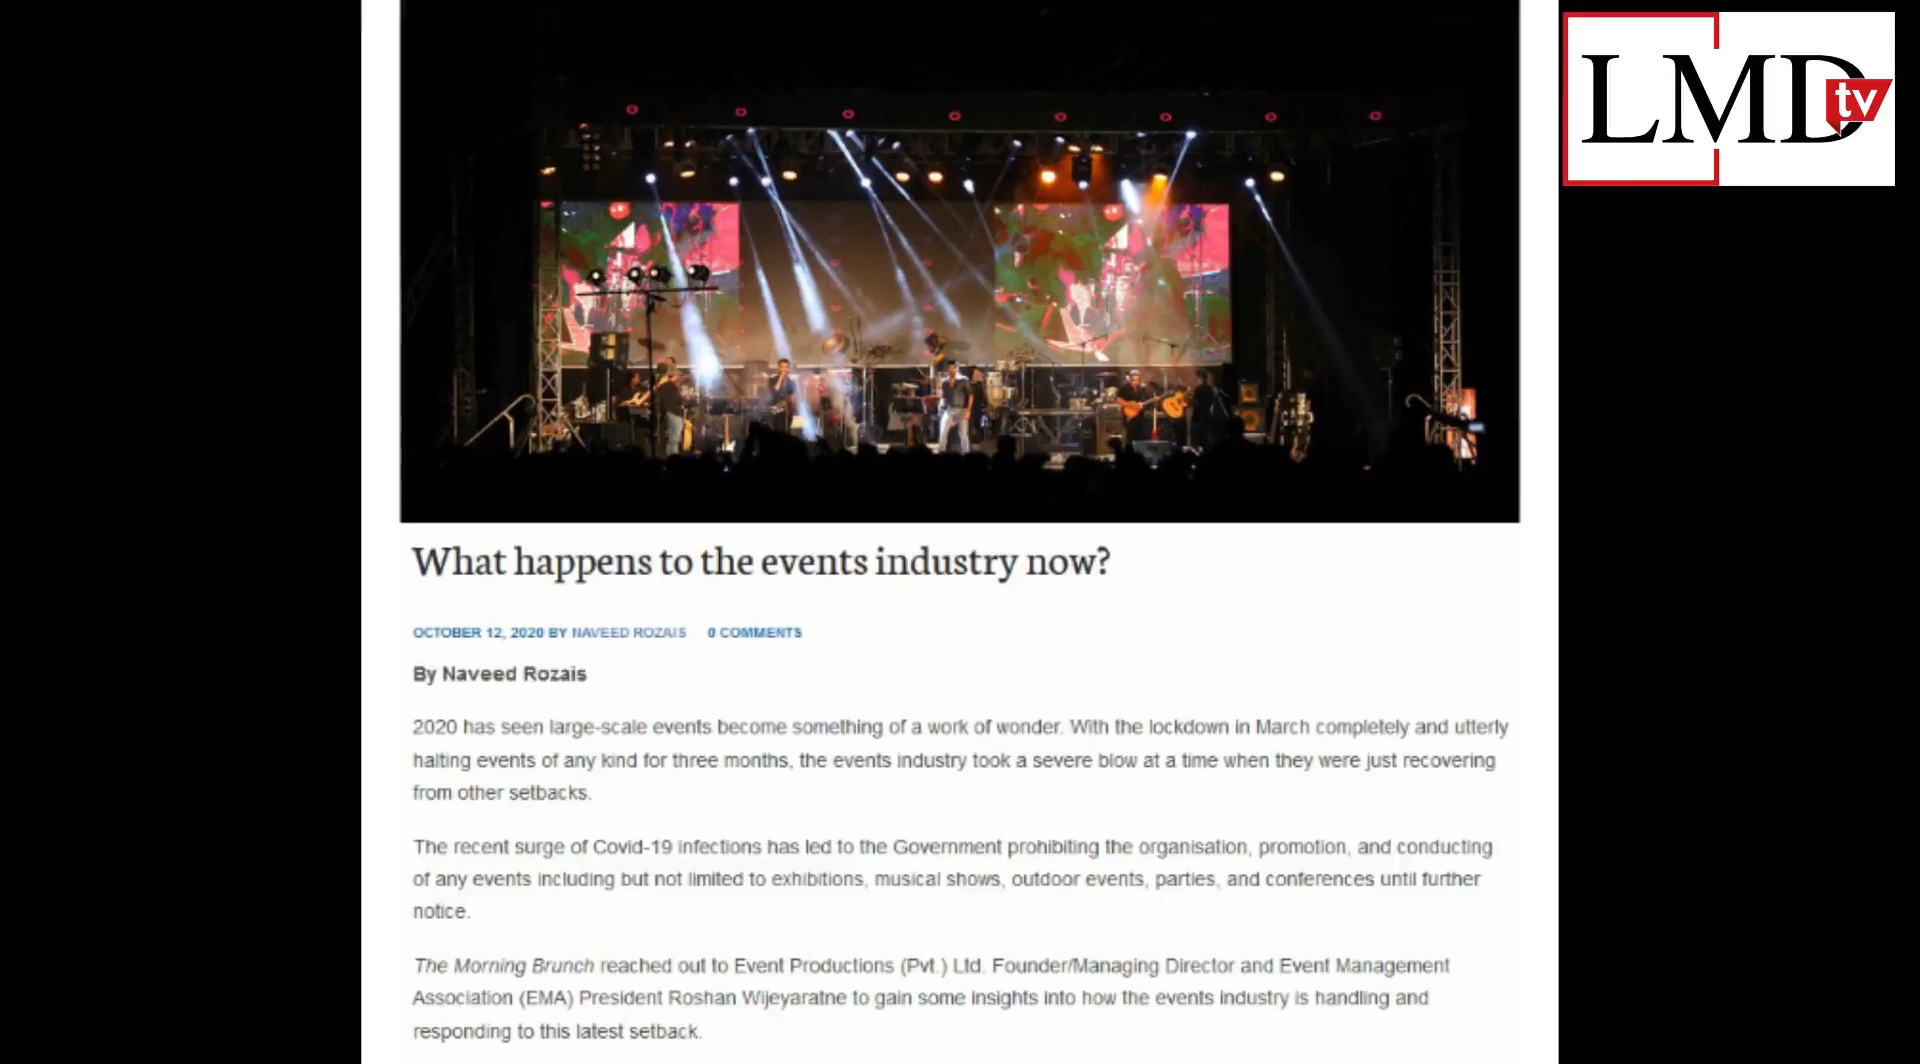 LMD
tv
What happens to the events industry now?
OCTOBER 12, 2020 BY NAVEED ROZAIS 0 COMMENTS
By Naveed Rozais
2020 has seen large-scale events become something of a work of wonder. With the lockdown in March completely and utterly
halting events of any kind for three months, the events industry took a severe blow at a time when they were just recovering
from other setbacks.
The recent surge of Covid-19 infections has led to the Government prohibiting the organisation, promotion, and conducting
of any events including but not limited to exhibitions, musical shows, outdoor events, parties, and conferences until further
notice.
The Morning Brunch reached out to Event Productions (Pvt.) Ltd. Founder/Managing Director and Event Management
Association (EMA) President Roshan Wijeyaratne to gain some insights into how the events industry is handling and
responding to this latest setback.